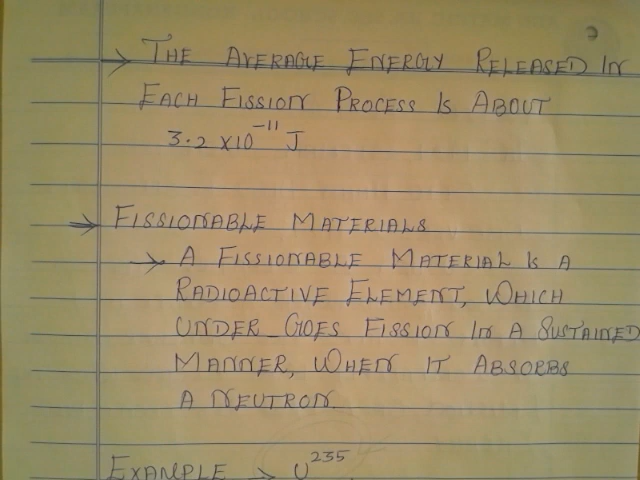 2
→ THE AVERAGE ENERGY RELEASED IN
EACH FISSION PROCESS IS ABOUT
3.2 X10⁻¹¹ J
→ FISSIONABLE MATERIALS
→ A FISSIONABLE MATERIAL IS A
RADIOACTIVE ELEMENT, WHICH
UNDER_GOES FISSION IN A SUSTAINED
MANNER, WHEN IT ABSORBS
A NEUTRON.
EXAMPLE → U²³⁵